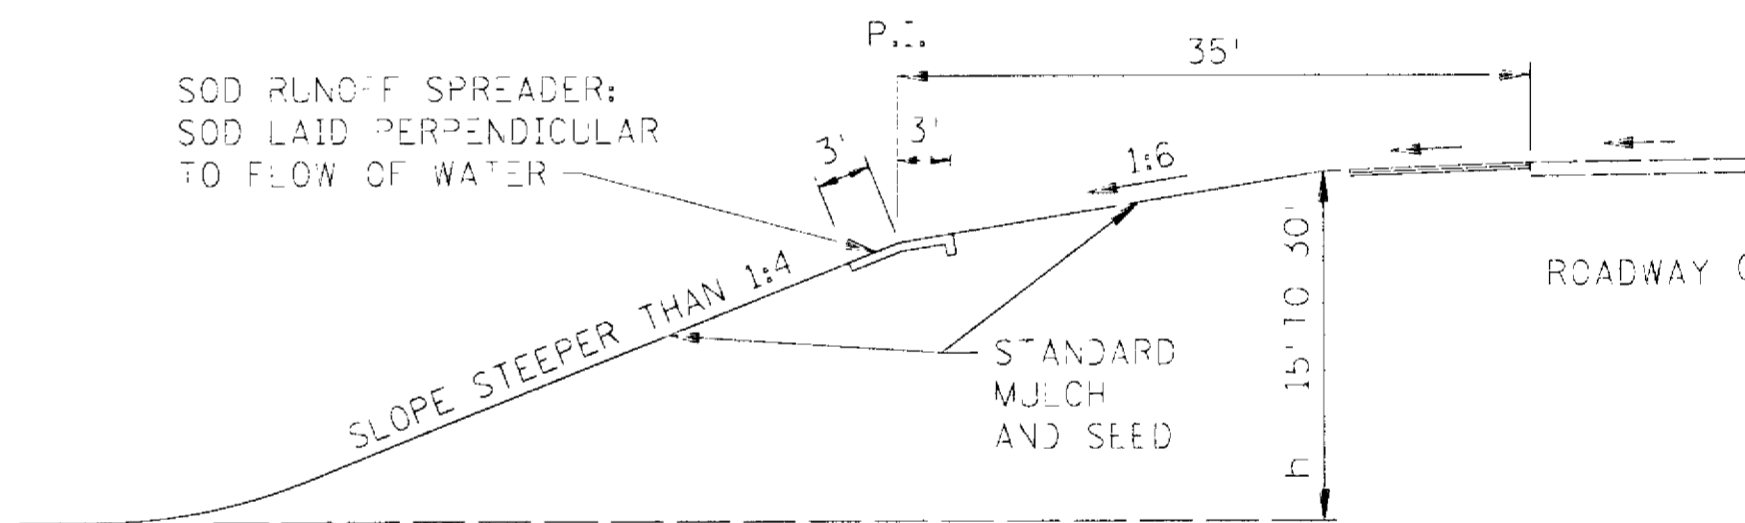 P.I.
35'
SOD RUNOFF SPREADER:
SOD LAID PERPENDICULAR
TO FLOW OF WATER
3'
3'
1:6
SLOPE STEEPER THAN 1:4
STANDARD
MULCH
AND SEED
h 15' TO 30'
ROADWAY